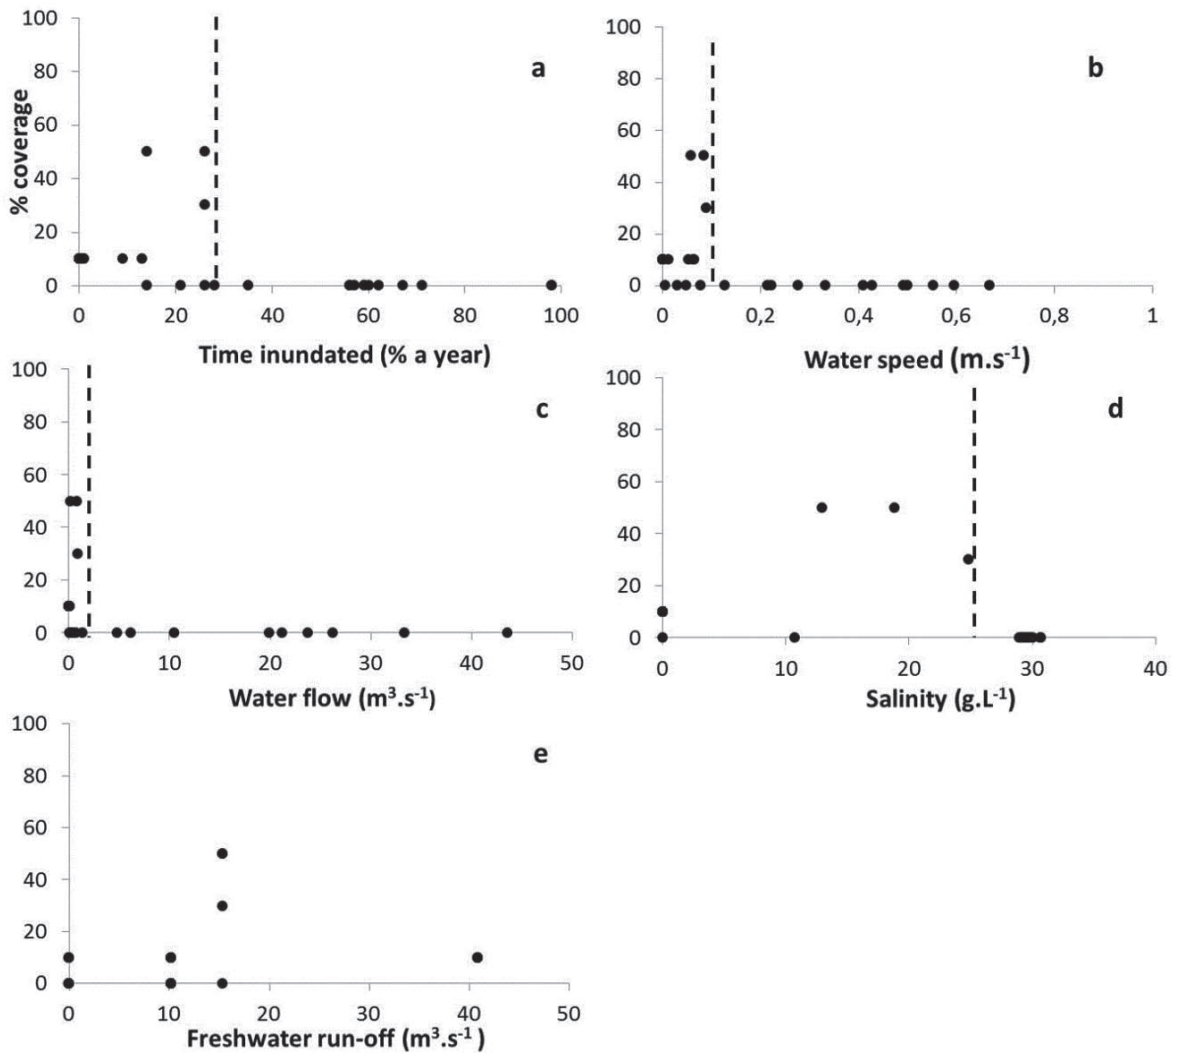 100
80
60
40
20
0
% coverage
a
0 20 40 60 80 100
Time inundated (% a year)
100
80
60
40
20
0
b
0 0,2 0,4 0,6 0,8 1
Water speed (m.s⁻¹)
100
80
60
40
20
0
c
0 10 20 30 40 50
Water flow (m³.s⁻¹)
100
80
60
40
20
0
d
0 10 20 30 40
Salinity (g.L⁻¹)
100
80
60
40
20
0
e
0 10 20 30 40 50
Freshwater run-off (m³.s⁻¹)